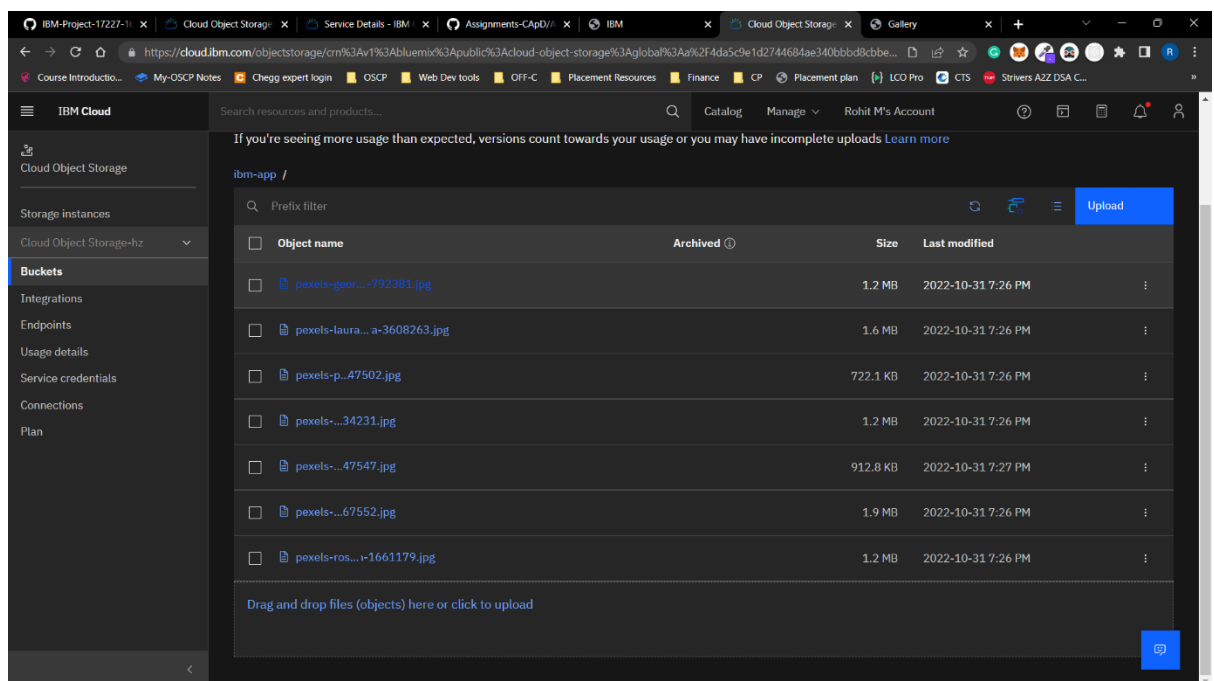 IBM-Project-17227-1( Cloud Object Storage Service Details - IBM ( Assignments-CApD/A IBM Cloud Object Storage Gallery
https://cloud.ibm.com/objectstorage/crn%3Av1%3Abluemix%3Apublic%3Acloud-object-storage%3Aglobal%3Aa%2F4da5c9e1d2744684ae340bbbd8cbbe... R
Course Introductio... My-OSCP Notes Chegg expert login OSCP Web Dev tools OFF-C Placement Resources Finance CP Placement plan LCO Pro CTS Strivers A2Z DSA C... »
IBM Cloud Search resources and products... Catalog Manage Rohit M's Account
Cloud Object Storage
Storage instances
Cloud Object Storage-hz
Buckets
Integrations
Endpoints
Usage details
Service credentials
Connections
Plan
If you're seeing more usage than expected, versions count towards your usage or you may have incomplete uploads Learn more
ibm-app /
Prefix filter Upload
Object name Archived Size Last modified
pexels-geor...-792381.jpg 1.2 MB 2022-10-31 7:26 PM
pexels-laura... a-3608263.jpg 1.6 MB 2022-10-31 7:26 PM
pexels-p...47502.jpg 722.1 KB 2022-10-31 7:26 PM
pexels-...34231.jpg 1.2 MB 2022-10-31 7:26 PM
pexels-...47547.jpg 912.8 KB 2022-10-31 7:27 PM
pexels-...67552.jpg 1.9 MB 2022-10-31 7:26 PM
pexels-ros...-1661179.jpg 1.2 MB 2022-10-31 7:26 PM
Drag and drop files (objects) here or click to upload